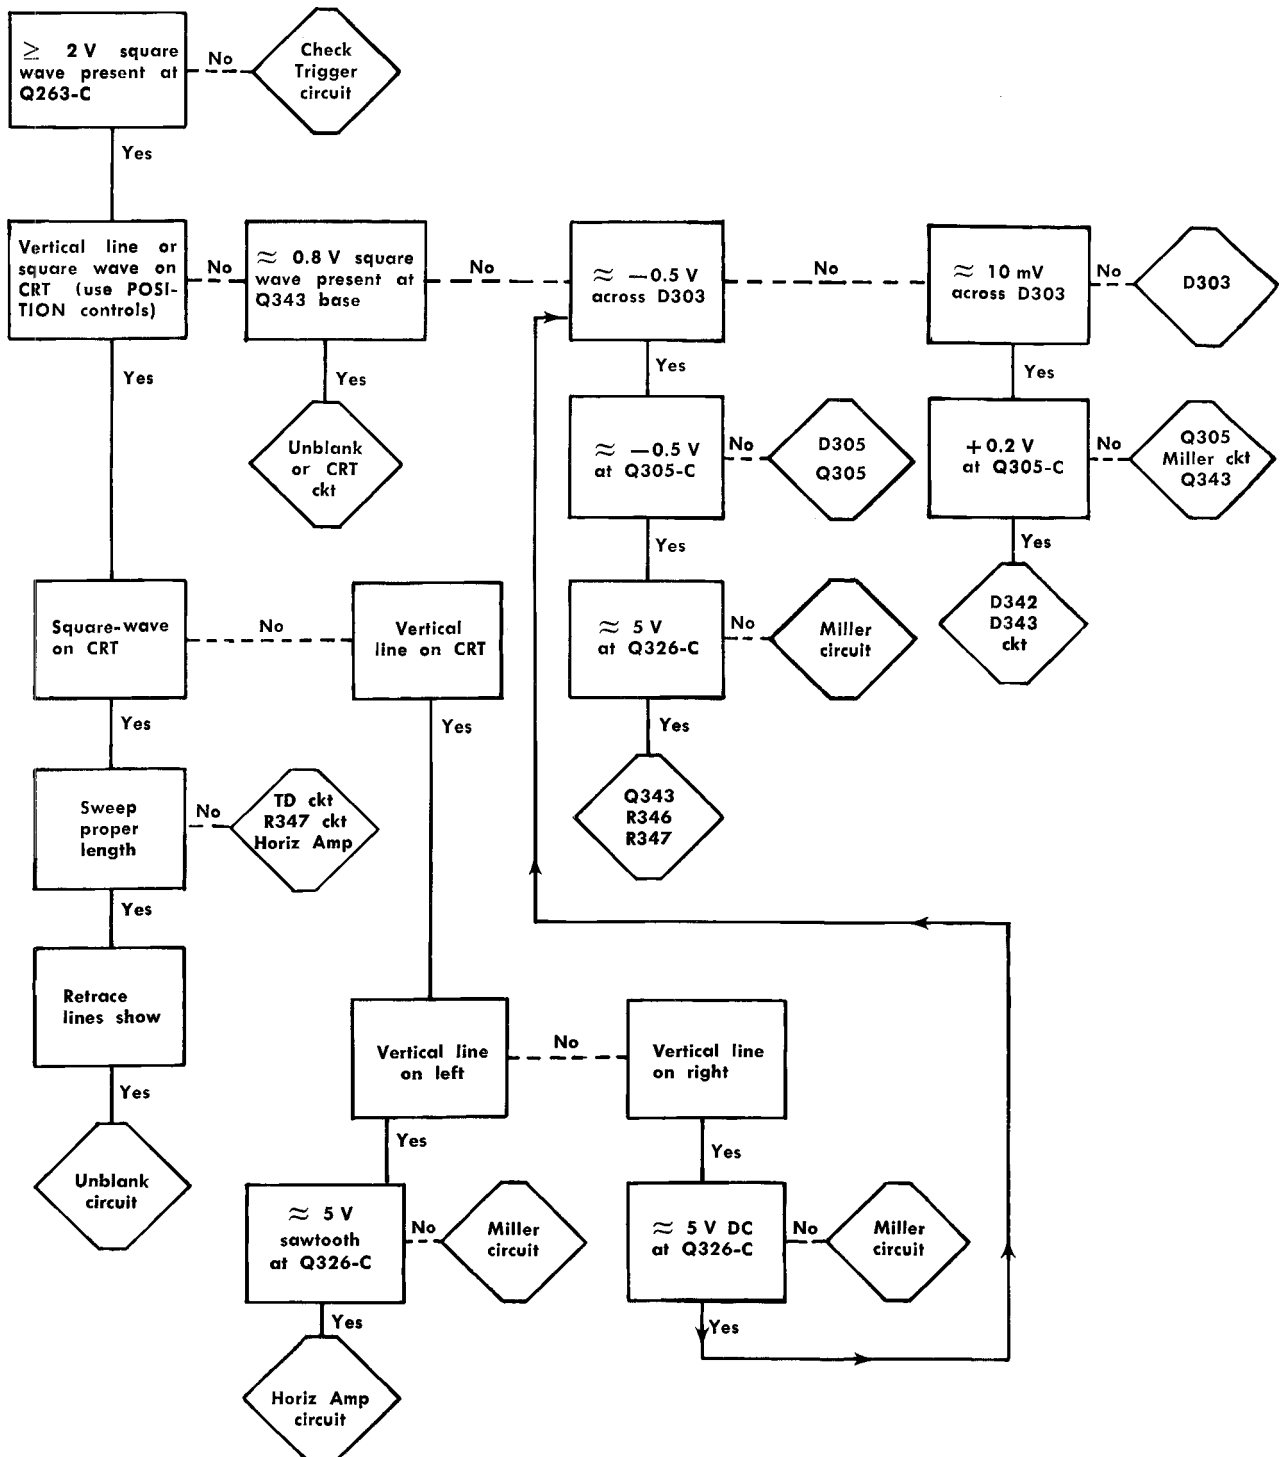 ≥ 2 V square
wave present at
Q263-C
No
Check
Trigger
circuit
Yes
Vertical line or
square wave on
CRT (use POSI-
TION controls)
No
≈ 0.8 V square
wave present at
Q343 base
No
≈ −0.5 V
across D303
No
≈ 10 mV
across D303
No
D303
Yes
Yes
Yes
Yes
Unblank
or CRT
ckt
≈ −0.5 V
at Q305-C
No
D305
Q305
+0.2 V
at Q305-C
No
Q305
Miller ckt
Q343
Yes
Yes
Square-wave
on CRT
No
Vertical
line on CRT
≈ 5 V
at Q326-C
No
Miller
circuit
D342
D343
ckt
Yes
Yes
Yes
Sweep
proper
length
No
TD ckt
R347 ckt
Horiz Amp
Q343
R346
R347
Yes
Retrace
lines show
Vertical line
on left
No
Vertical line
on right
Yes
Yes
Yes
Unblank
circuit
≈ 5 V
sawtooth
at Q326-C
No
Miller
circuit
≈ 5 V DC
at Q326-C
No
Miller
circuit
Yes
Yes
Horiz Amp
circuit